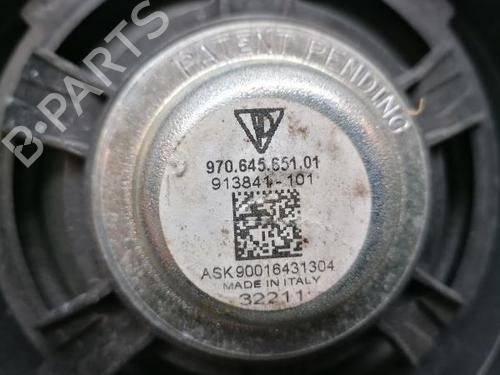 B-PARTS
PATENT PENDING
970.645.651.01
913841-101
ASK90016431304
MADE IN ITALY
32211